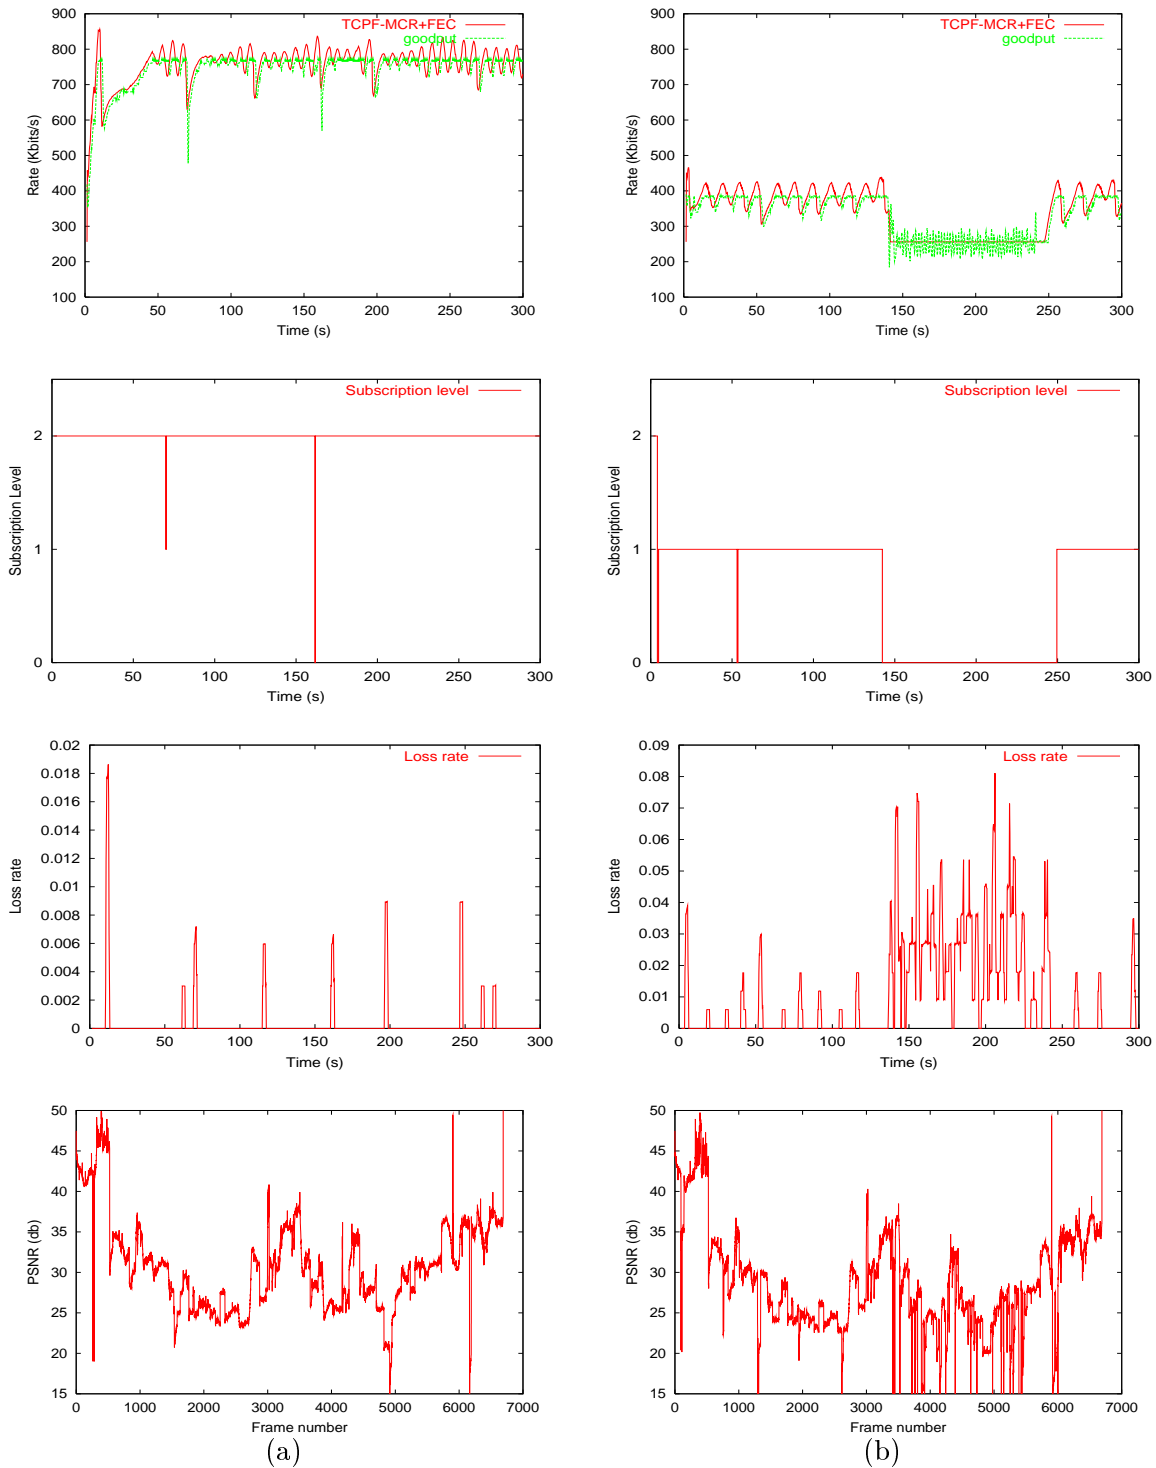 900
800
700
600
500
400
300
200
100
0 50 100 150 200 250 300
Rate (Kbits/s)
Time (s)
TCPF-MCR+FEC
goodput
900
800
700
600
500
400
300
200
100
0 50 100 150 200 250 300
Rate (Kbits/s)
Time (s)
TCPF-MCR+FEC
goodput
2
1
0
0 50 100 150 200 250 300
Subscription Level
Time (s)
Subscription level
2
1
0
0 50 100 150 200 250 300
Subscription Level
Time (s)
Subscription level
0.02
0.018
0.016
0.014
0.012
0.01
0.008
0.006
0.004
0.002
0
0 50 100 150 200 250 300
Loss rate
Time (s)
Loss rate
0.09
0.08
0.07
0.06
0.05
0.04
0.03
0.02
0.01
0
0 50 100 150 200 250 300
Loss rate
Time (s)
Loss rate
50
45
40
35
30
25
20
15
0 1000 2000 3000 4000 5000 6000 7000
PSNR (db)
Frame number
(a)
50
45
40
35
30
25
20
15
0 1000 2000 3000 4000 5000 6000 7000
PSNR (db)
Frame number
(b)